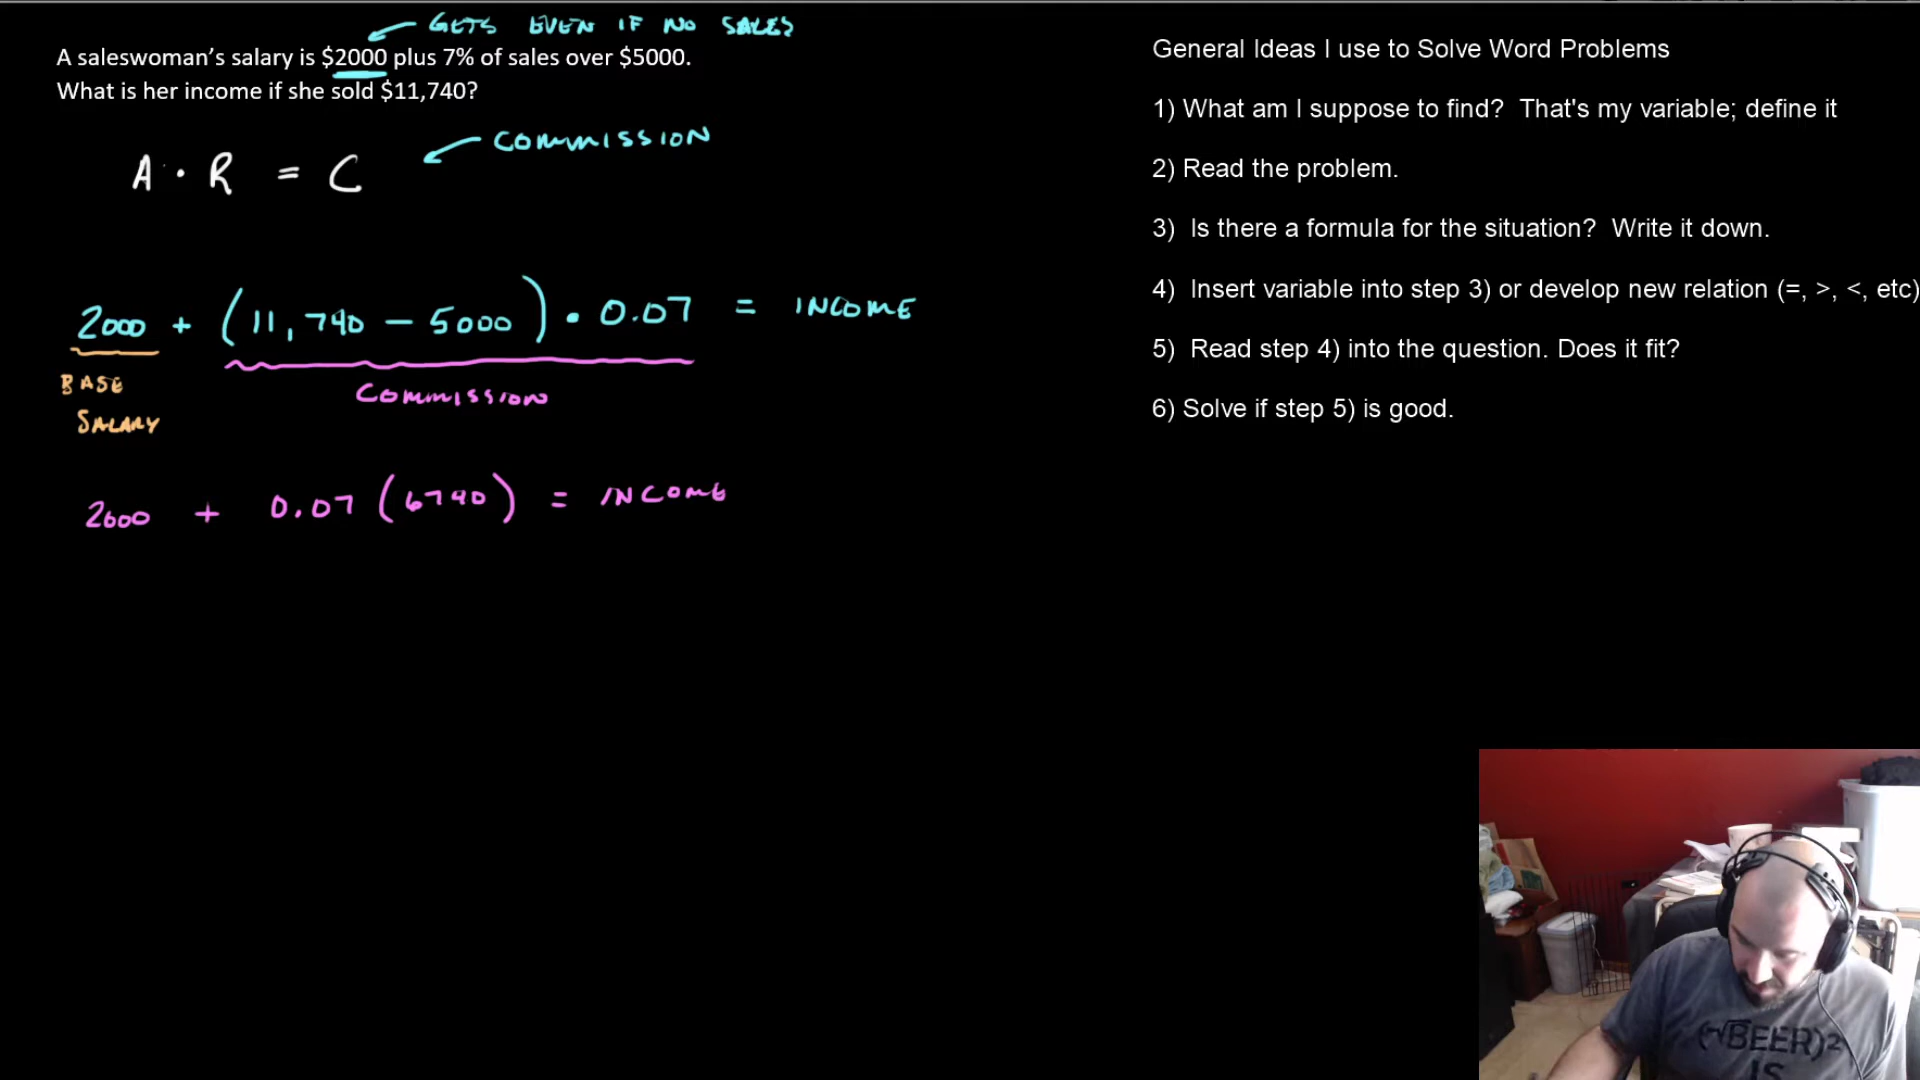 GETS EVEN IF NO SALES
A saleswoman’s salary is $2000 plus 7% of sales over $5000.
What is her income if she sold $11,740?
COMMISSION
A · R = C
2000 + (11,740 − 5000) • 0.07 = INCOME
BASE
SALARY
COMMISSION
2000 + 0.07 (6740) = INCOME
General Ideas I use to Solve Word Problems
1) What am I suppose to find? That's my variable; define it
2) Read the problem.
3) Is there a formula for the situation? Write it down.
4) Insert variable into step 3) or develop new relation (=, >, <, etc)
5) Read step 4) into the question. Does it fit?
6) Solve if step 5) is good.
(√BEER)²
IS